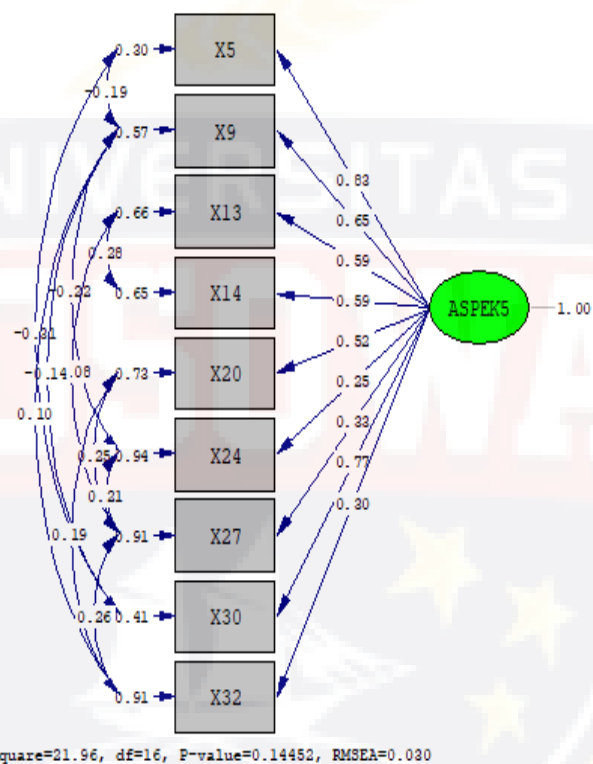 0.30 X5
-0.19
0.57 X9
NIVERSITAS
0.83
0.65
0.66 X13
0.59
0.28
-0.22 0.65 X14 0.59 ASPEK5 1.00
-0.31
0.52
-0.14 .08 0.73 X20
0.25
0.10
0.33
0.25 0.94 X24
0.77
0.21
0.30
0.19 0.91 X27
0.26 0.41 X30
0.91 X32
quare=21.96, df=16, P-value=0.14452, RMSEA=0.030